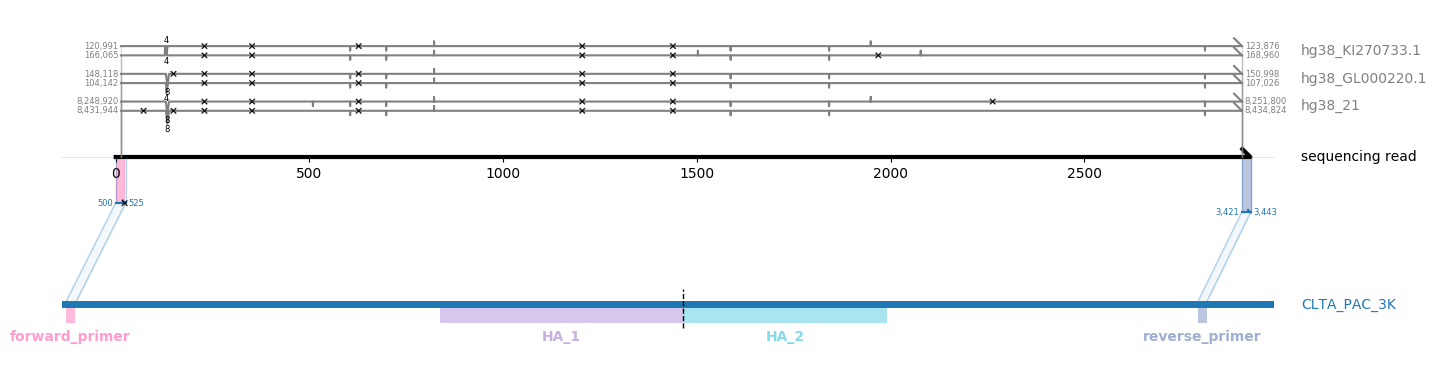 4
120,991 123,876 hg38_KI270733.1
166,065 168,960
4
148,118 150,998 hg38_GL000220.1
104,142 107,026
8
4
8,248,920 8,251,800 hg38_21
8,431,944 8,434,824
8
8
sequencing read
0 500 1000 1500 2000 2500
500 525
3,421 3,443
CLTA_PAC_3K
forward_primer HA_1 HA_2 reverse_primer